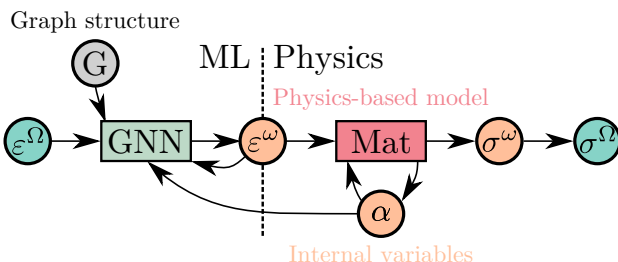 Graph structure
G
ML Physics
Physics-based model
ε^Ω GNN ε^ω Mat σ^ω σ^Ω
α
Internal variables